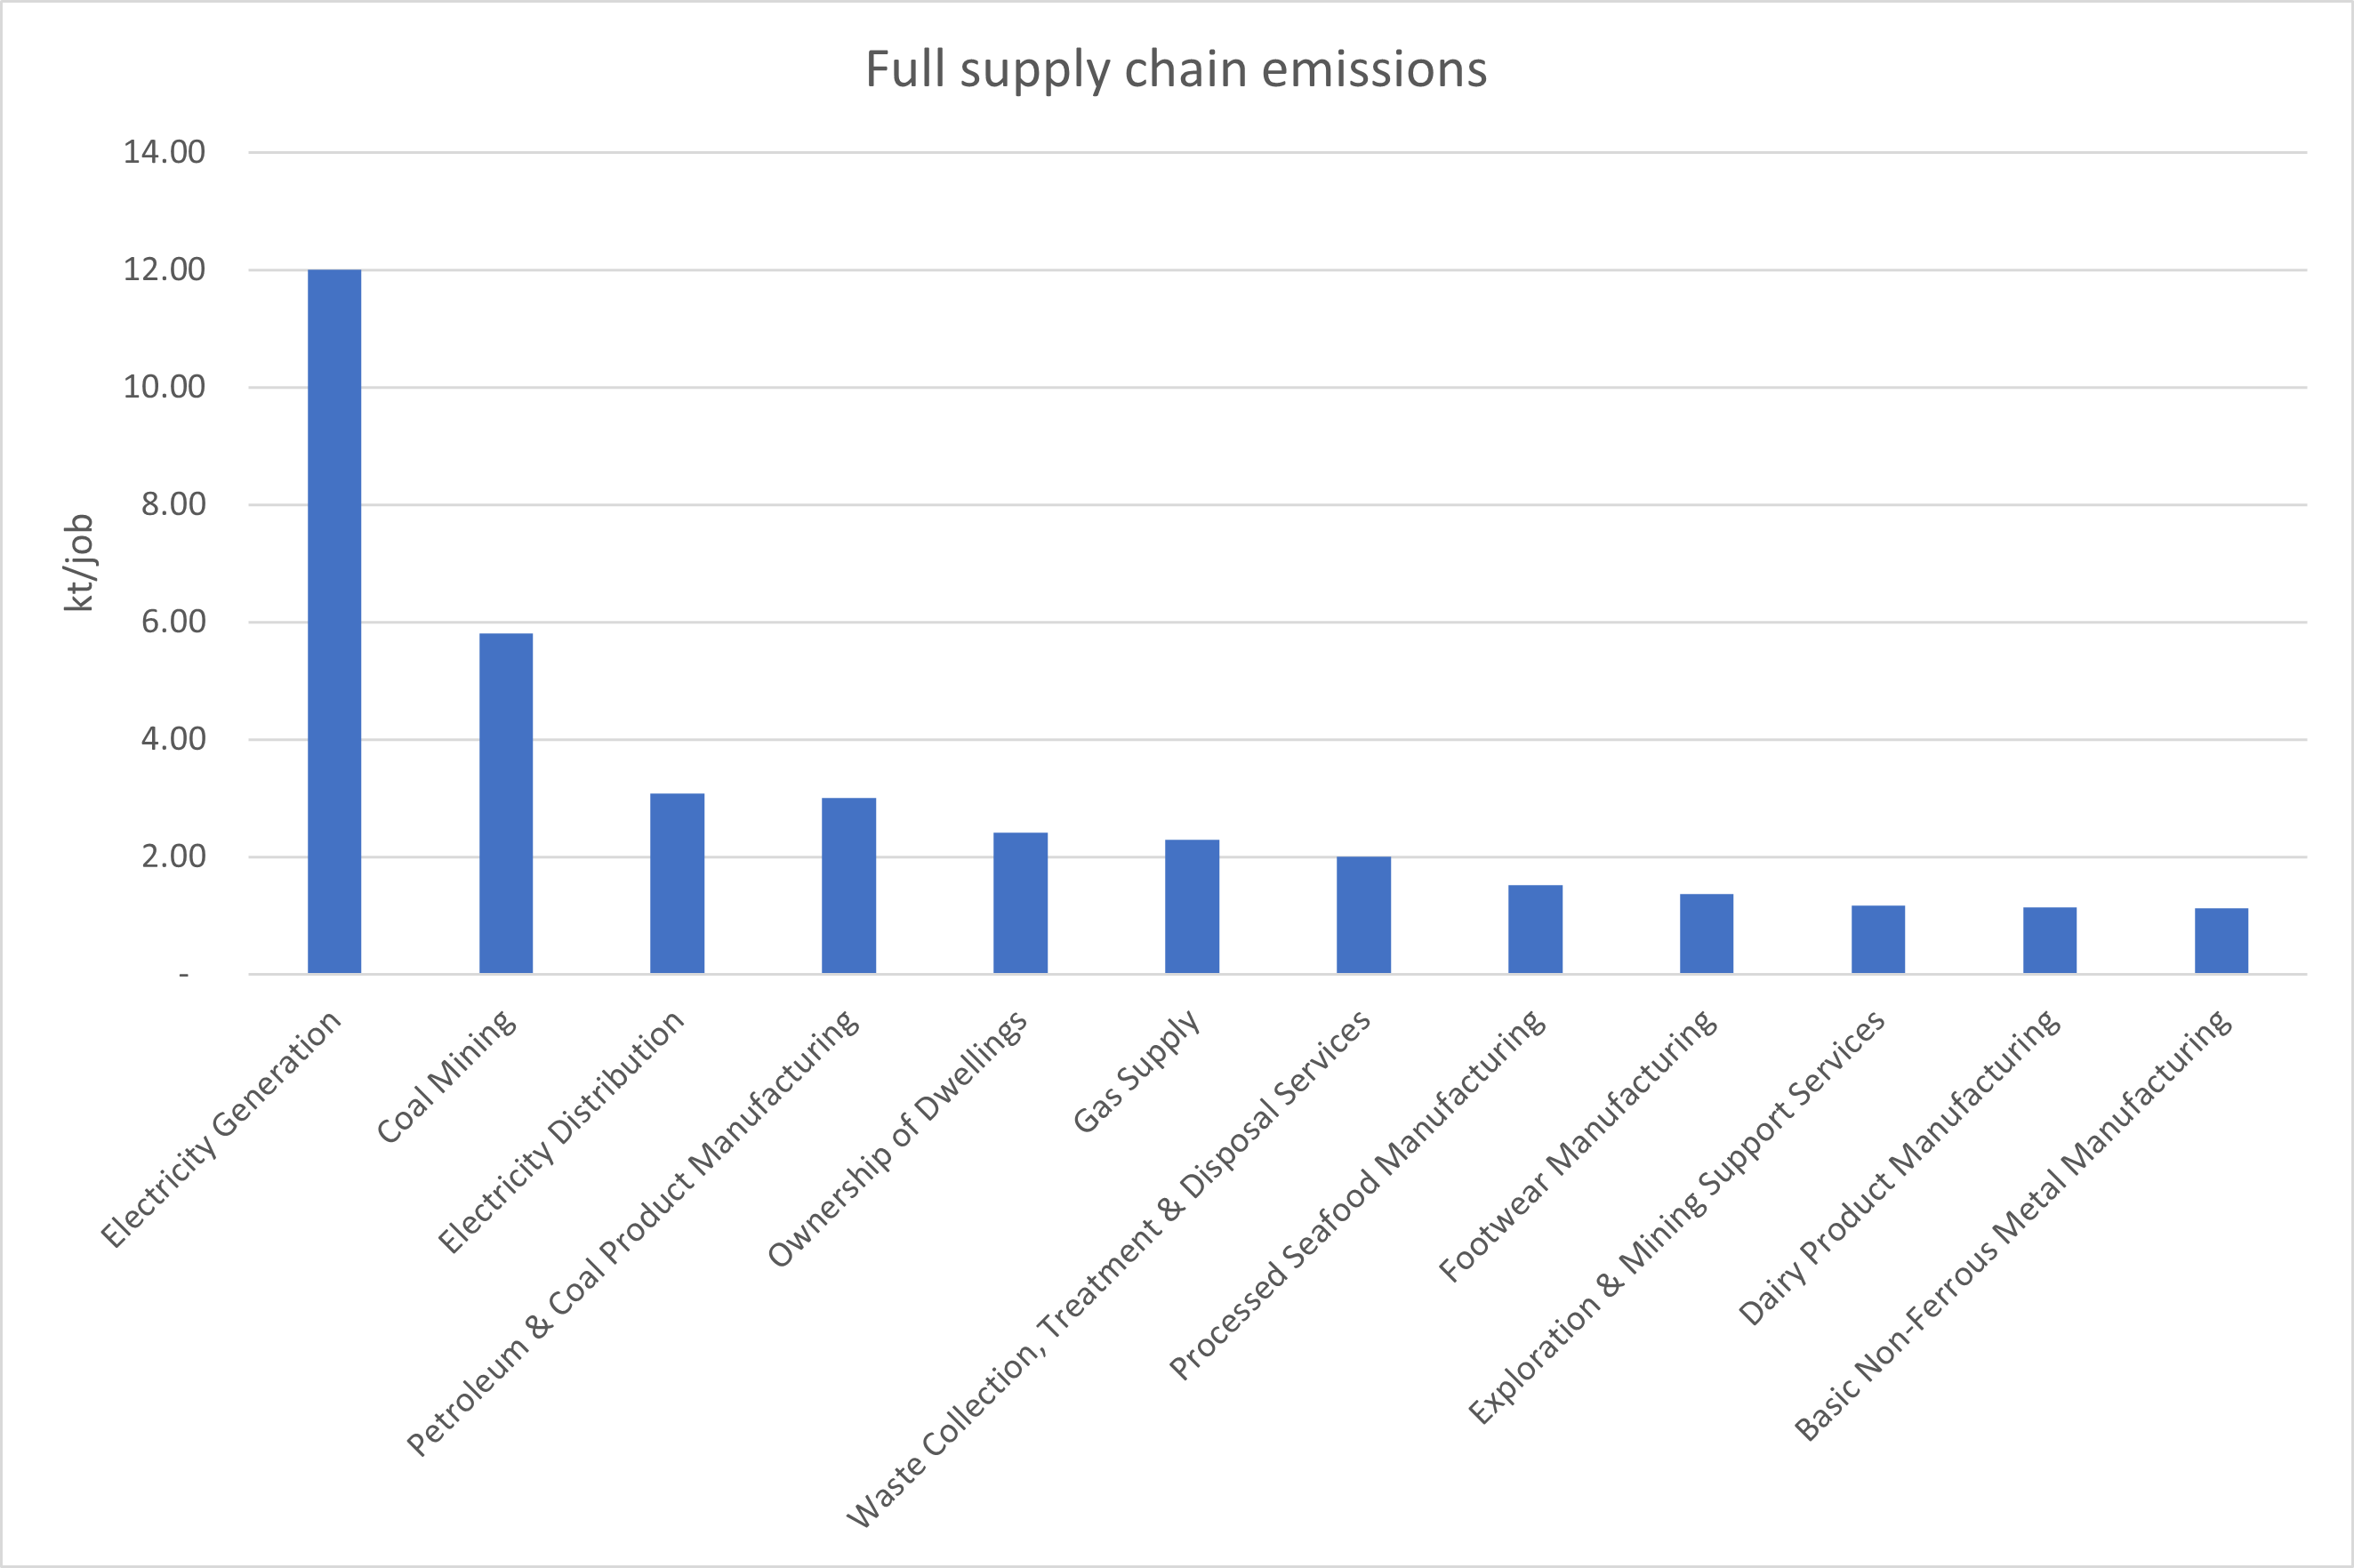 Full supply chain emissions
14.00
12.00
10.00
8.00
6.00
4.00
2.00
-
kt/job
Electricity Generation
Coal Mining
Electricity Distribution
Petroleum & Coal Product Manufacturing
Ownership of Dwellings
Gas Supply
Waste Collection, Treatment & Disposal Services
Processed Seafood Manufacturing
Footwear Manufacturing
Exploration & Mining Support Services
Dairy Product Manufacturing
Basic Non-Ferrous Metal Manufacturing